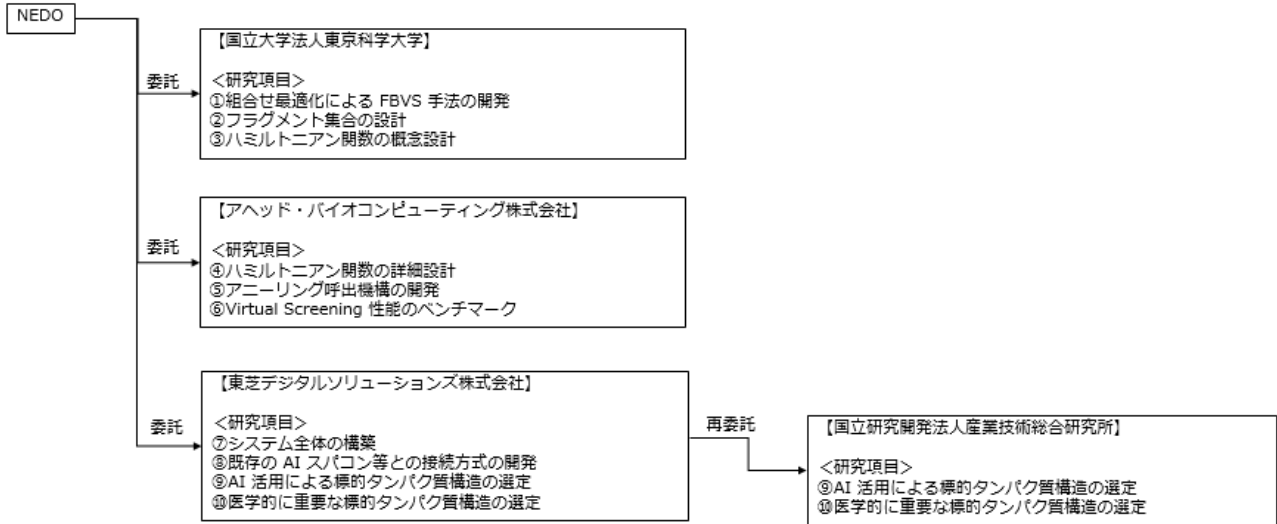 NEDO
【国立大学法人東京科学大学】
委託
＜研究項目＞
①組合せ最適化による FBVS 手法の開発
②フラグメント集合の設計
③ハミルトニアン関数の概念設計
【アヘッド・バイオコンピューティング株式会社】
委託
＜研究項目＞
④ハミルトニアン関数の詳細設計
⑤アニーリング呼出機構の開発
⑥Virtual Screening 性能のベンチマーク
【東芝デジタルソリューションズ株式会社】
委託
＜研究項目＞
⑦システム全体の構築
⑧既存の AI スパコン等との接続方式の開発
⑨AI 活用による標的タンパク質構造の選定
⑩医学的に重要な標的タンパク質構造の選定
再委託
【国立研究開発法人産業技術総合研究所】
＜研究項目＞
⑨AI 活用による標的タンパク質構造の選定
⑩医学的に重要な標的タンパク質構造の選定